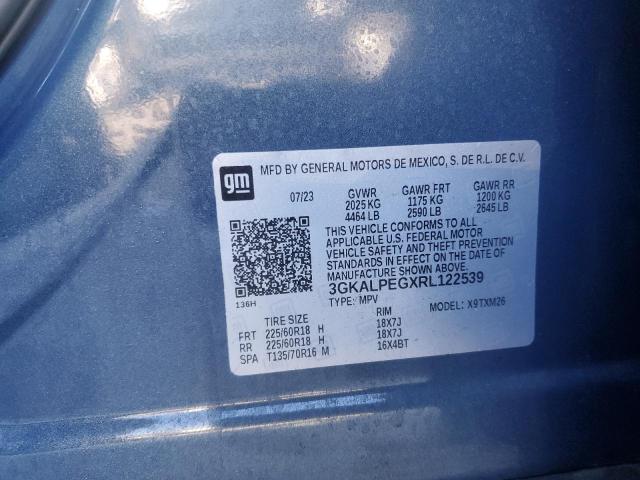 gm
MFD BY GENERAL MOTORS DE MEXICO, S. DE R.L. DE C.V.
07/23 GVWR GAWR FRT GAWR RR
2025 KG 1175 KG 1200 KG
4464 LB 2590 LB 2645 LB
THIS VEHICLE CONFORMS TO ALL
APPLICABLE U.S. FEDERAL MOTOR
VEHICLE SAFETY AND THEFT PREVENTION
STANDARDS IN EFFECT ON THE DATE OF
MANUFACTURE SHOWN ABOVE.
136H 3GKALPEGXRL122539
TYPE: MPV MODEL: X9TXM26
TIRE SIZE RIM
FRT 225/60R18 H 18X7J
RR 225/60R18 H 18X7J
SPA T135/70R16 M 16X4BT